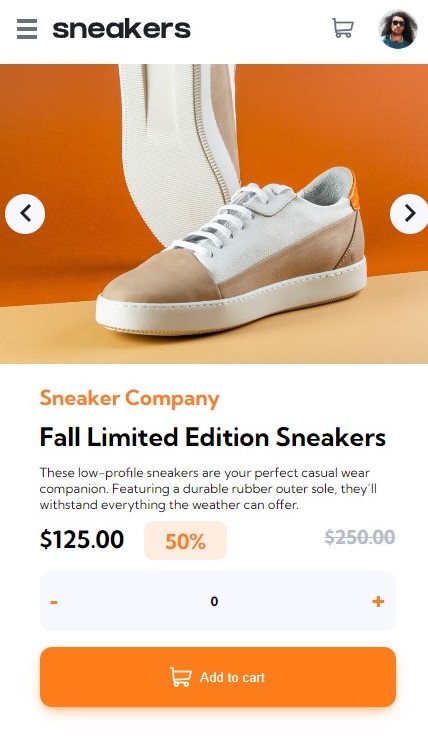 sneakers
Sneaker Company
Fall Limited Edition Sneakers
These low-profile sneakers are your perfect casual wear
companion. Featuring a durable rubber outer sole, they'll
withstand everything the weather can offer.
$125.00 50% $250.00
- 0 +
Add to cart